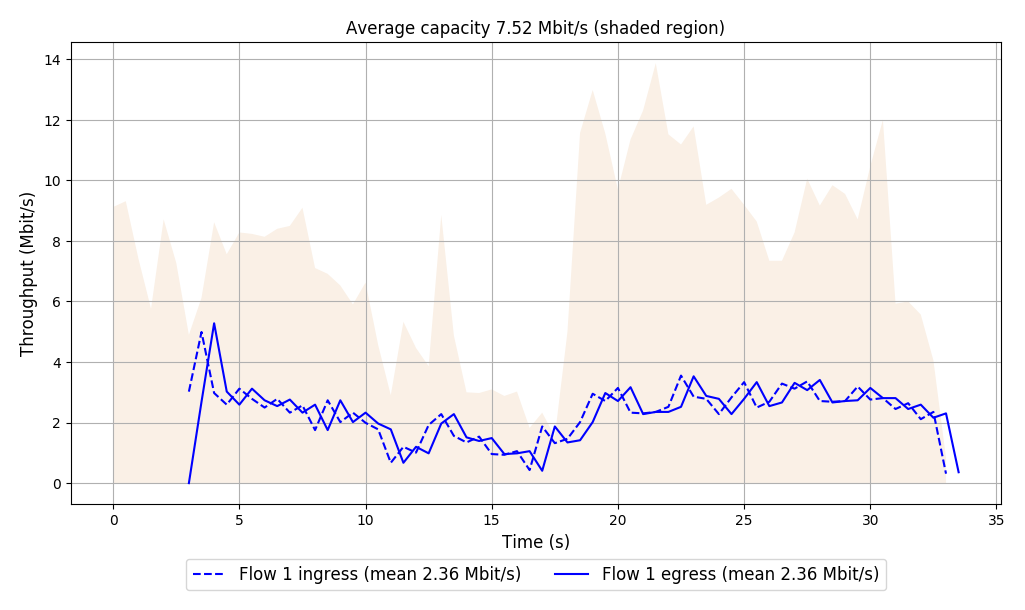 Average capacity 7.52 Mbit/s (shaded region)
Throughput (Mbit/s)
14
12
10
8
6
4
2
0
0 5 10 15 20 25 30 35
Time (s)
Flow 1 ingress (mean 2.36 Mbit/s) Flow 1 egress (mean 2.36 Mbit/s)